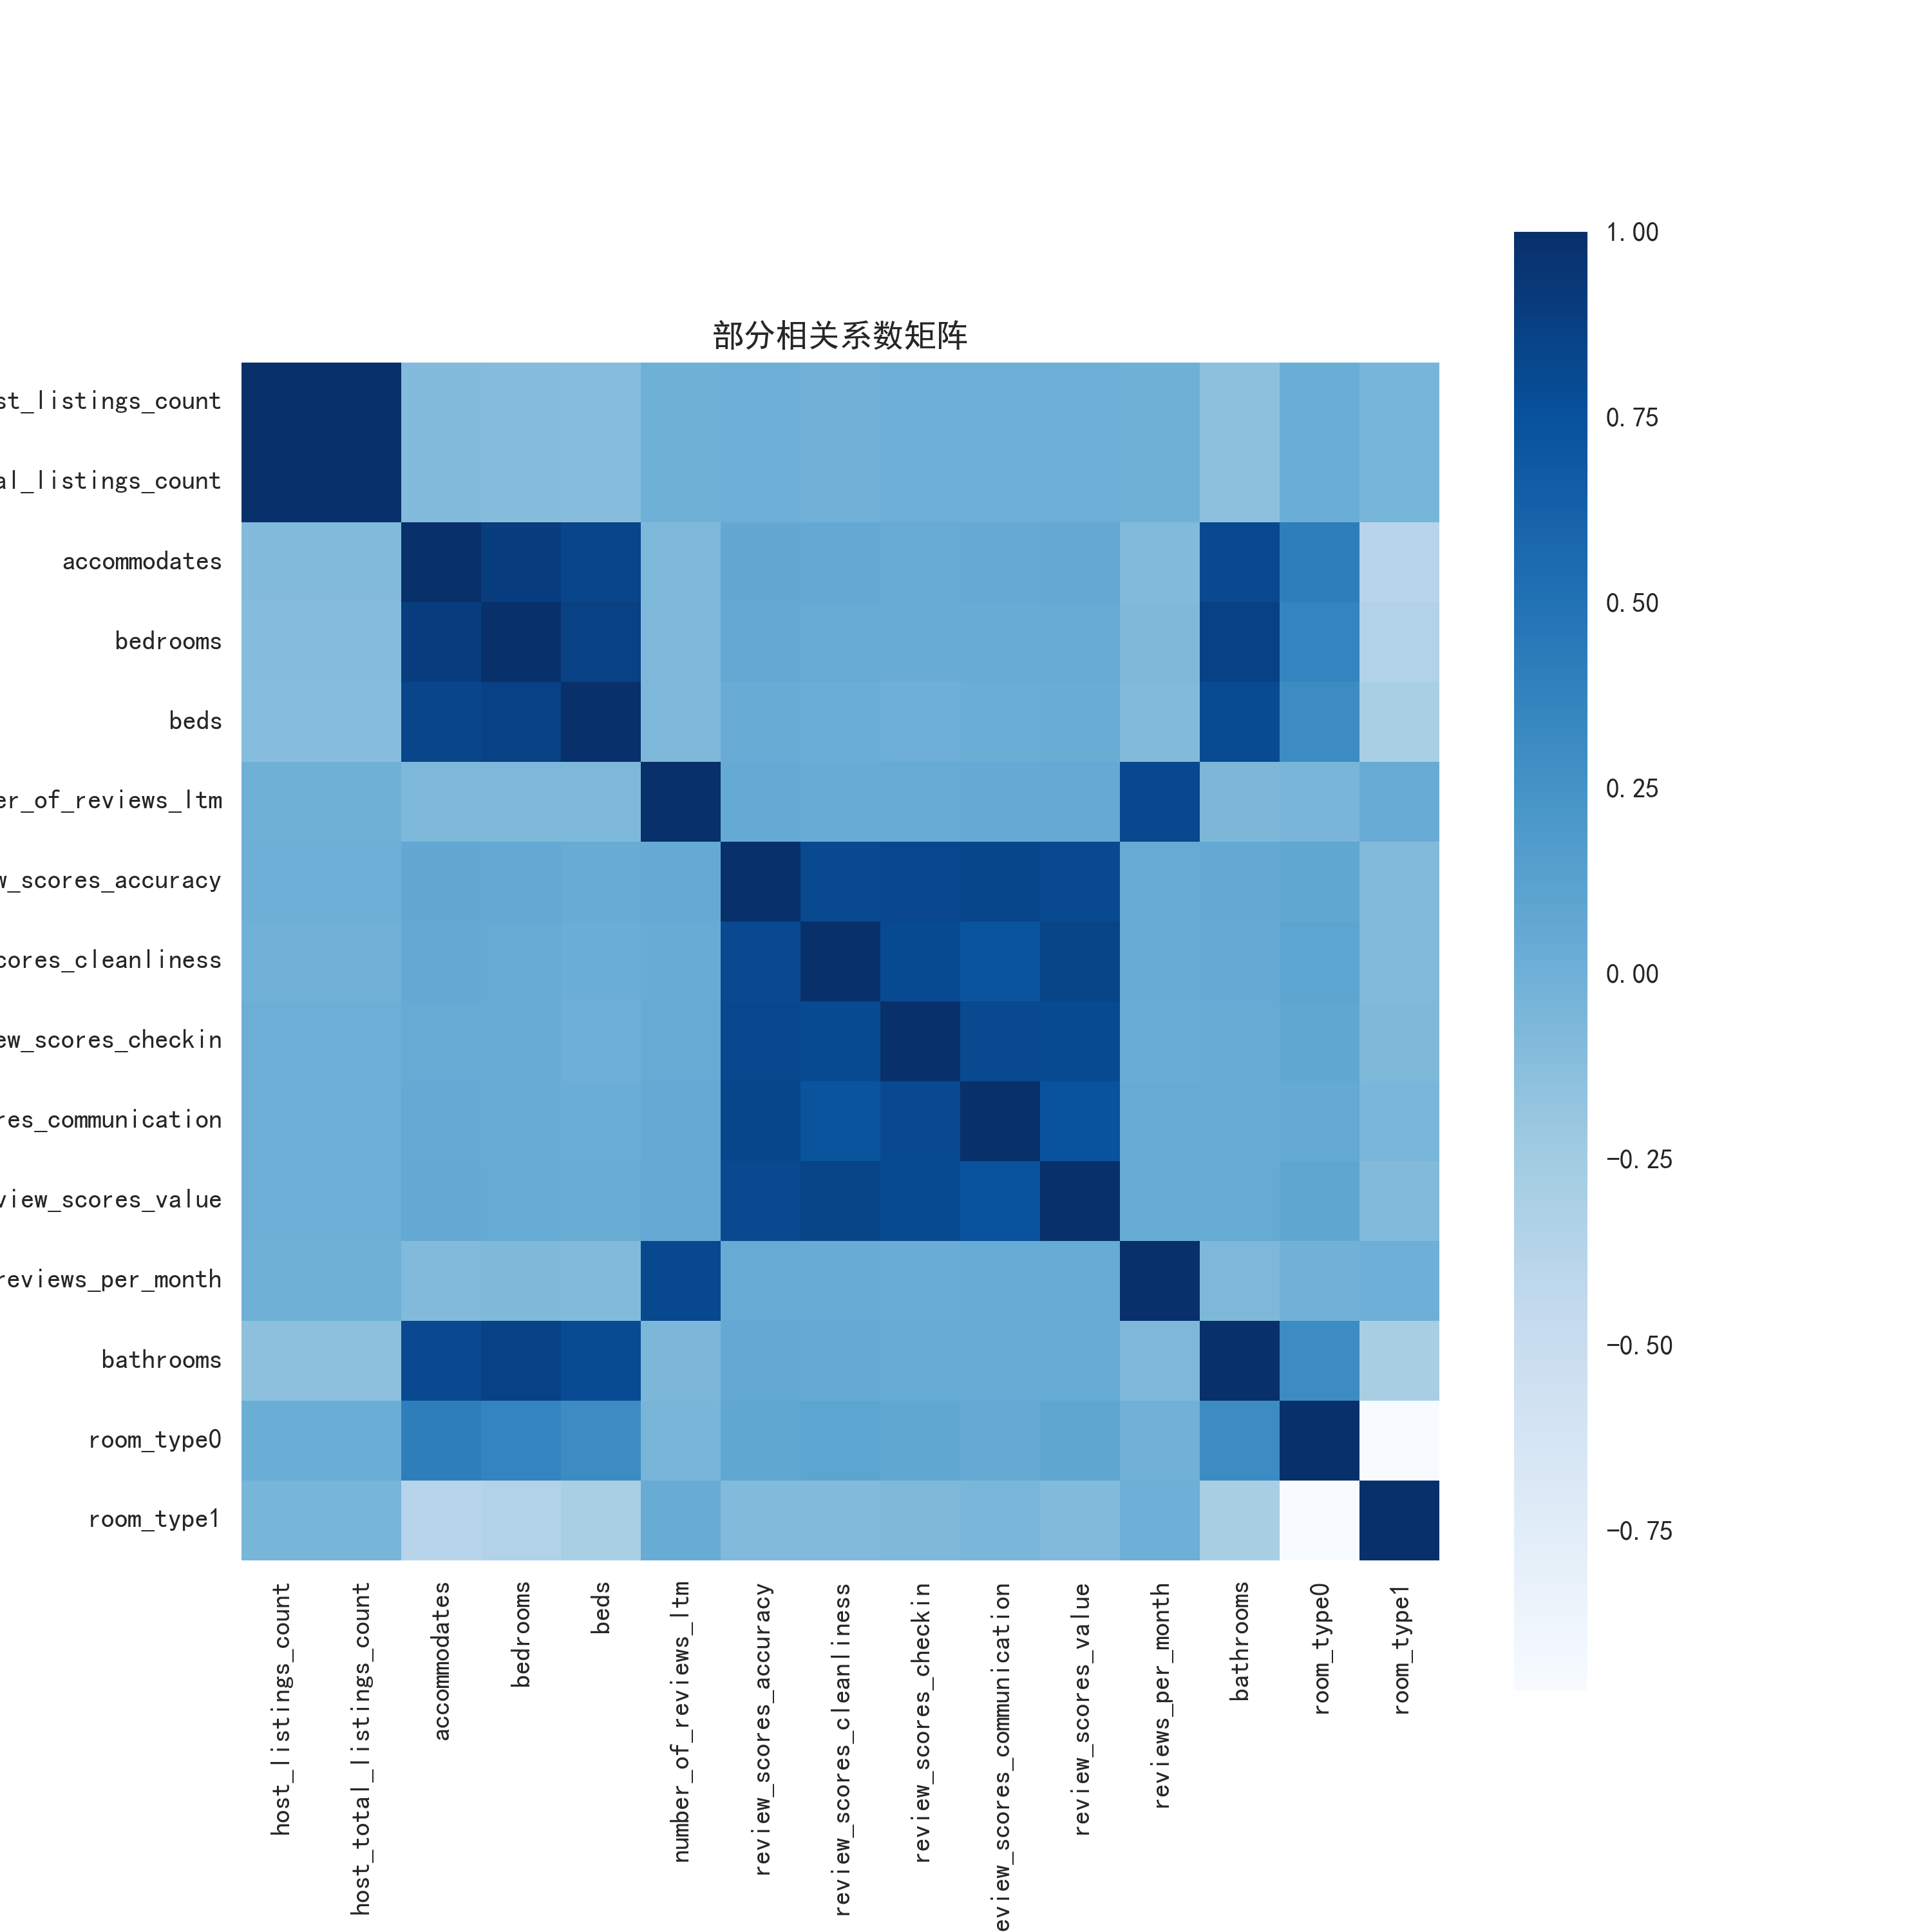 部分相关系数矩阵
st_listings_count
al_listings_count
accommodates
bedrooms
beds
er_of_reviews_ltm
w_scores_accuracy
cores_cleanliness
ew_scores_checkin
res_communication
view_scores_value
reviews_per_month
bathrooms
room_type0
room_type1
host_listings_count
host_total_listings_count
accommodates
bedrooms
beds
number_of_reviews_ltm
review_scores_accuracy
review_scores_cleanliness
review_scores_checkin
eview_scores_communication
review_scores_value
reviews_per_month
bathrooms
room_type0
room_type1
1.00
0.75
0.50
0.25
0.00
−0.25
−0.50
−0.75